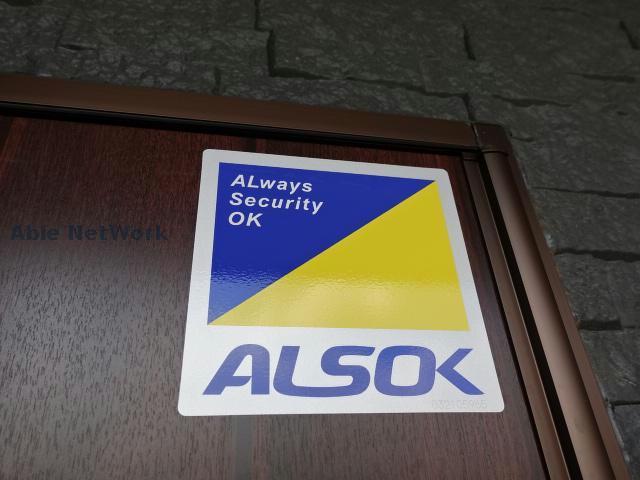 ALways
Security
OK
Able NetWork
ALSOK